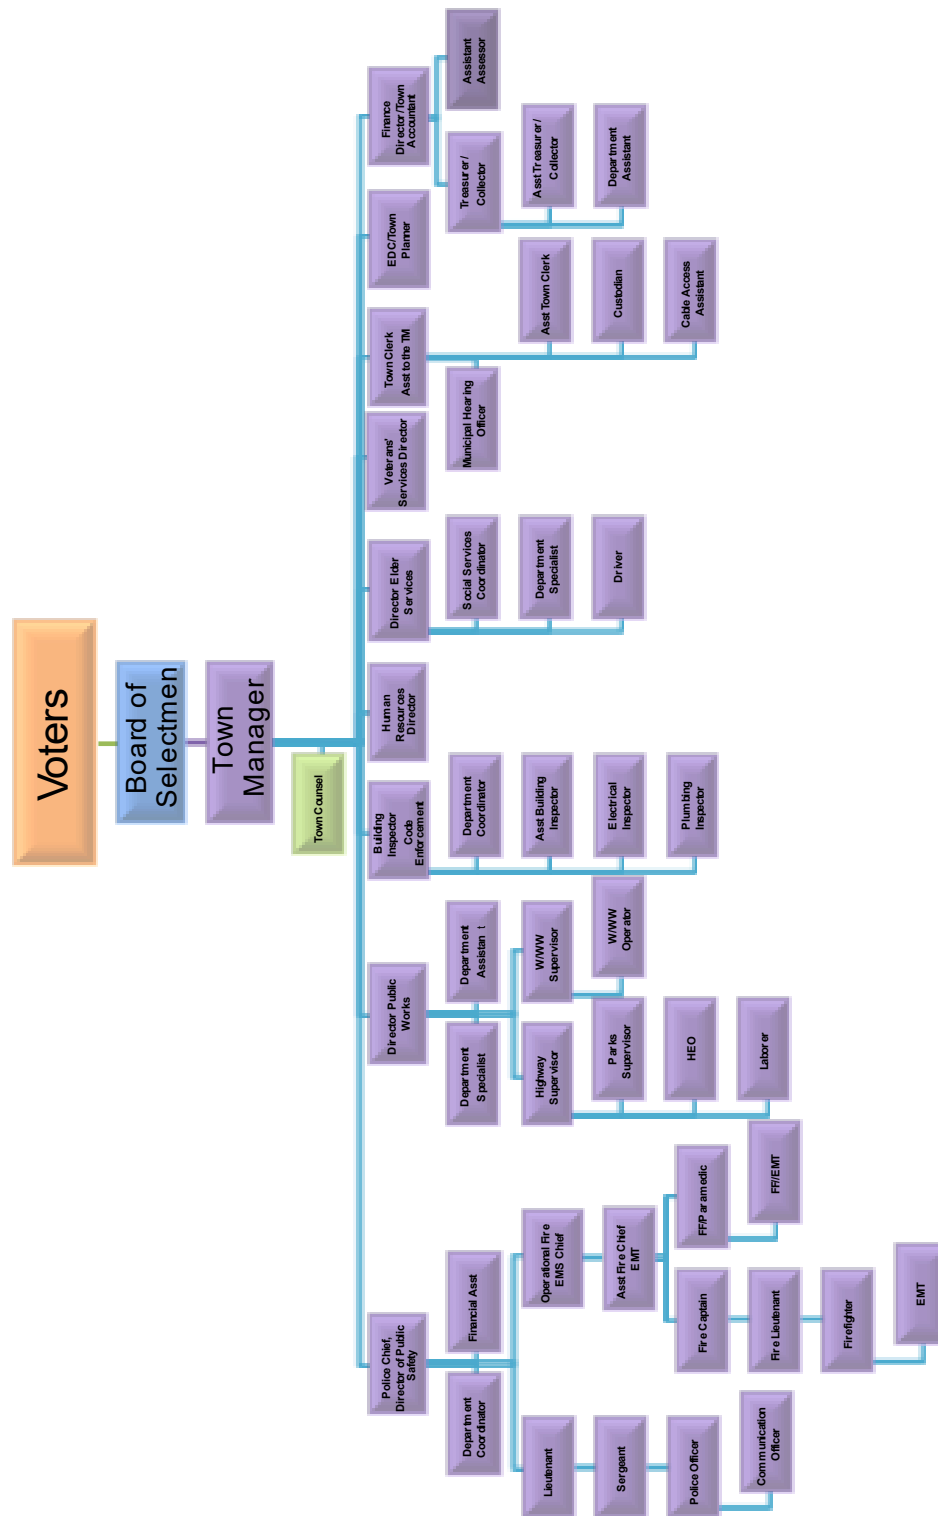 Voters
Board of
Selectmen
Town
Manager
Town Counsel
Police Chief,
Director of Public
Safety
Director Public
Works
Building
Inspector
Code
Enforcement
Human
Resources
Director
Director Elder
Services
Veterans'
Services Director
Town Clerk
Asst to the TM
EDC/Town
Planner
Finance
Director/Town
Accountant
Department
Coordinator
Financial Asst
Lieutenant
Sergeant
Police Officer
Communication
Officer
Operational Fire
EMS Chief
Asst Fire Chief
EMT
Fire Captain
Fire Lieutenant
Firefighter
EMT
FF/Paramedic
FF/EMT
Department
Specialist
Department
Assistan t
Highway
Supervisor
Parks
Supervisor
HEO
Laborer
W/WW
Supervisor
W/WW
Operator
Department
Coordinator
Asst Building
Inspector
Electrical
Inspector
Plumbing
Inspector
Social Services
Coordinator
Department
Specialist
Driver
Municipal Hearing
Officer
Asst Town Clerk
Custodian
Cable Access
Assistant
Treasurer/
Collector
Asst Treasurer/
Collector
Department
Assistant
Assistant
Assessor